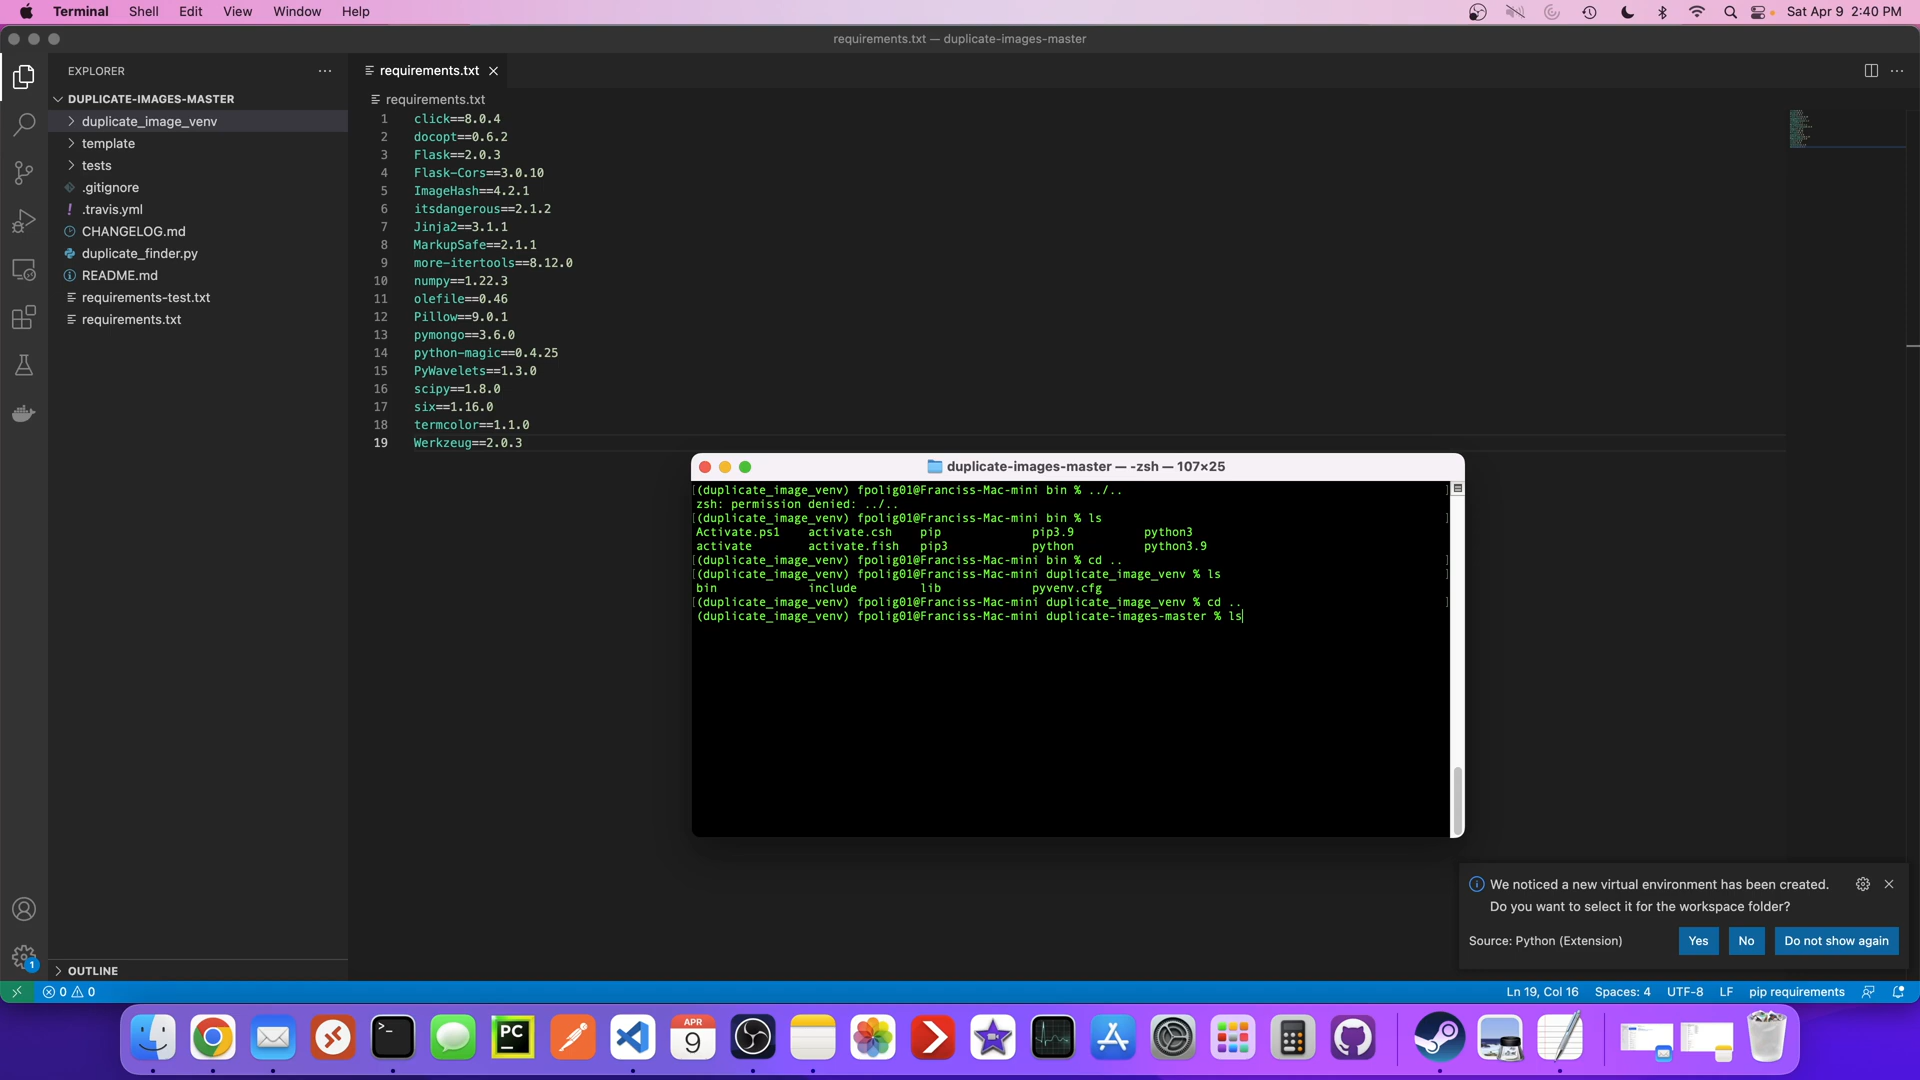 Terminal Shell Edit View Window Help
Sat Apr 9 2:40 PM
requirements.txt — duplicate-images-master
EXPLORER
DUPLICATE-IMAGES-MASTER
duplicate_image_venv
template
tests
.gitignore
! .travis.yml
CHANGELOG.md
duplicate_finder.py
README.md
requirements-test.txt
requirements.txt
OUTLINE
requirements.txt
requirements.txt
1 click==8.0.4
2 docopt==0.6.2
3 Flask==2.0.3
4 Flask-Cors==3.0.10
5 ImageHash==4.2.1
6 itsdangerous==2.1.2
7 Jinja2==3.1.1
8 MarkupSafe==2.1.1
9 more-itertools==8.12.0
10 numpy==1.22.3
11 olefile==0.46
12 Pillow==9.0.1
13 pymongo==3.6.0
14 python-magic==0.4.25
15 PyWavelets==1.3.0
16 scipy==1.8.0
17 six==1.16.0
18 termcolor==1.1.0
19 Werkzeug==2.0.3
duplicate-images-master — -zsh — 107×25
[(duplicate_image_venv) fpolig01@Franciss-Mac-mini bin % ../.. ]
zsh: permission denied: ../..
[(duplicate_image_venv) fpolig01@Franciss-Mac-mini bin % ls ]
Activate.ps1 activate.csh pip pip3.9 python3
activate activate.fish pip3 python python3.9
[(duplicate_image_venv) fpolig01@Franciss-Mac-mini bin % cd .. ]
[(duplicate_image_venv) fpolig01@Franciss-Mac-mini duplicate_image_venv % ls ]
bin include lib pyvenv.cfg
[(duplicate_image_venv) fpolig01@Franciss-Mac-mini duplicate_image_venv % cd .. ]
(duplicate_image_venv) fpolig01@Franciss-Mac-mini duplicate-images-master % ls
We noticed a new virtual environment has been created.
Do you want to select it for the workspace folder?
Source: Python (Extension)
Yes
No
Do not show again
1
0 0
Ln 19, Col 16 Spaces: 4 UTF-8 LF pip requirements
PC
APR
9